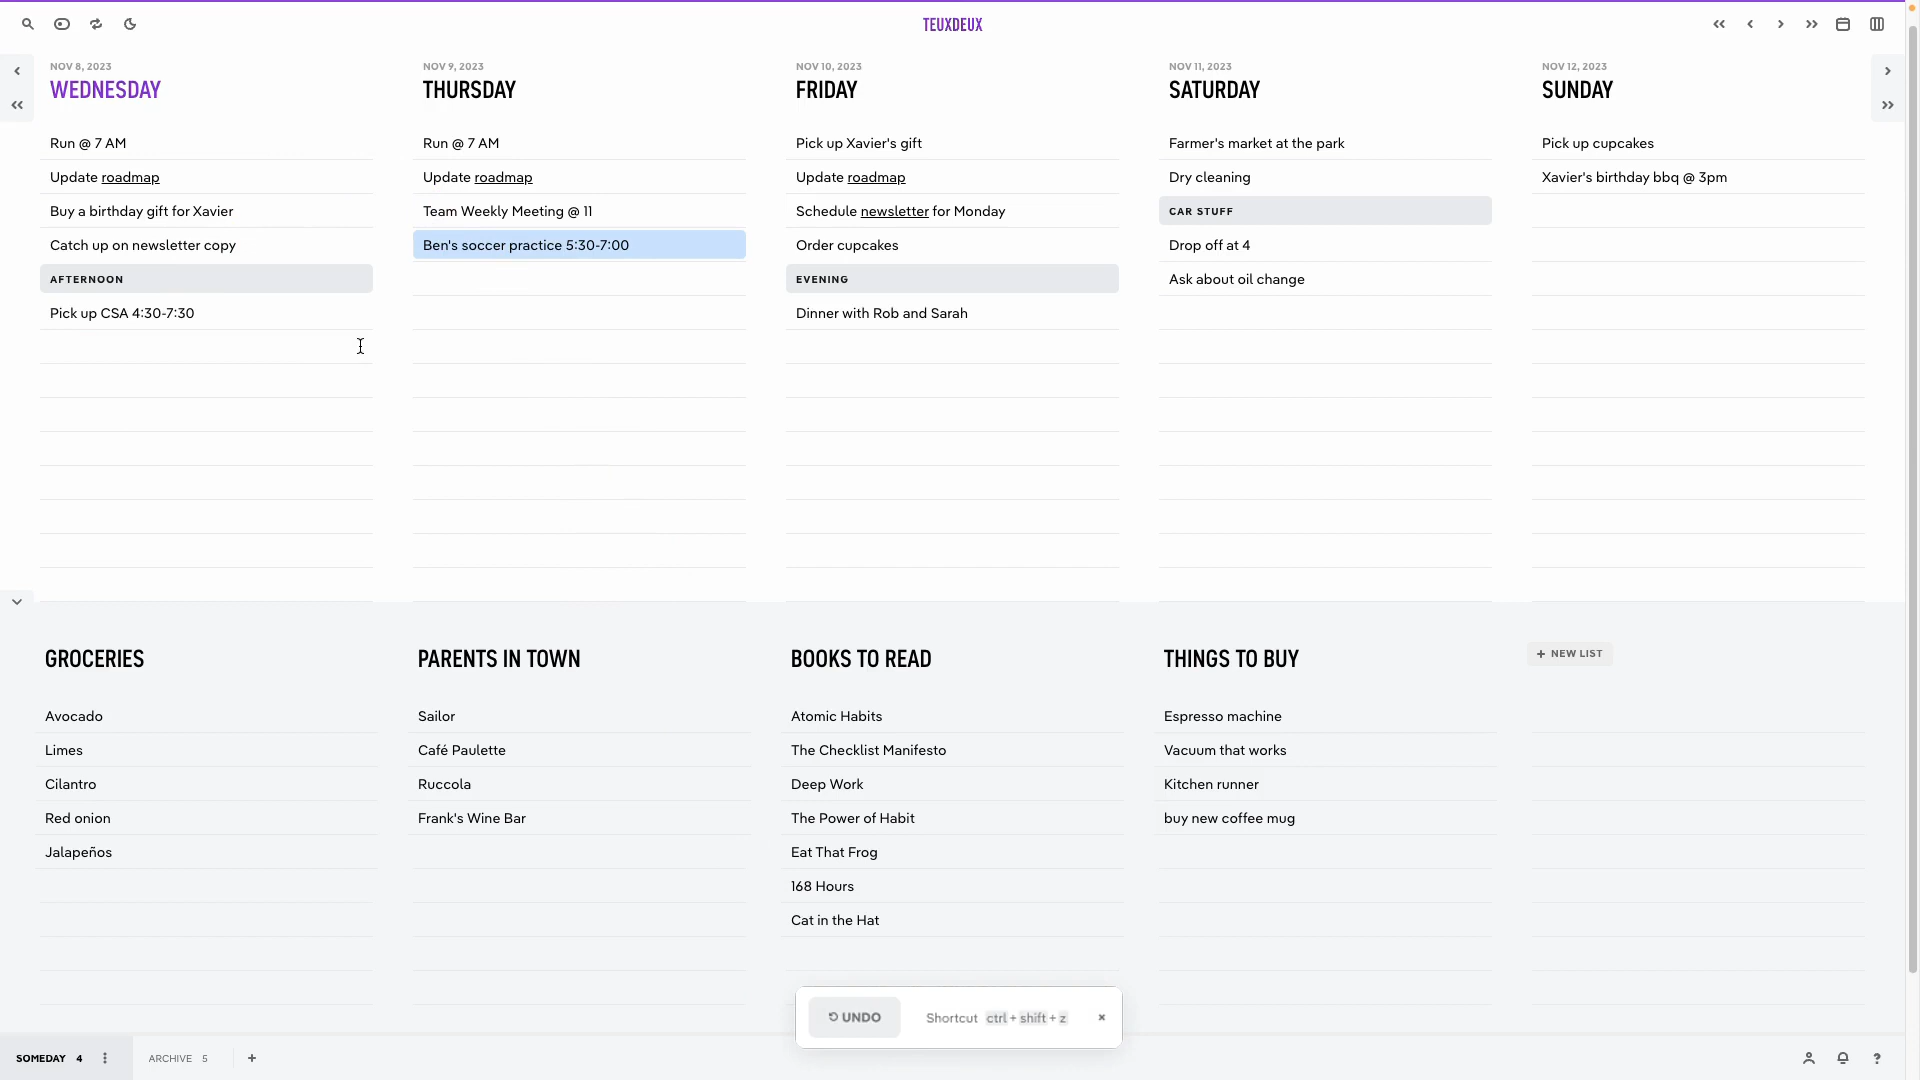 TEUXDEUX
NOV 8, 2023
WEDNESDAY
Run @ 7 AM
Update roadmap
Buy a birthday gift for Xavier
Catch up on newsletter copy
AFTERNOON
Pick up CSA 4:30-7:30
NOV 9, 2023
THURSDAY
Run @ 7 AM
Update roadmap
Team Weekly Meeting @ 11
Ben's soccer practice 5:30-7:00
NOV 10, 2023
FRIDAY
Pick up Xavier's gift
Update roadmap
Schedule newsletter for Monday
Order cupcakes
EVENING
Dinner with Rob and Sarah
NOV 11, 2023
SATURDAY
Farmer's market at the park
Dry cleaning
CAR STUFF
Drop off at 4
Ask about oil change
NOV 12, 2023
SUNDAY
Pick up cupcakes
Xavier's birthday bbq @ 3pm
GROCERIES
Avocado
Limes
Cilantro
Red onion
Jalapeños
PARENTS IN TOWN
Sailor
Café Paulette
Ruccola
Frank's Wine Bar
BOOKS TO READ
Atomic Habits
The Checklist Manifesto
Deep Work
The Power of Habit
Eat That Frog
168 Hours
Cat in the Hat
THINGS TO BUY
Espresso machine
Vacuum that works
Kitchen runner
buy new coffee mug
+ NEW LIST
UNDO
Shortcut ctrl + shift + z
SOMEDAY 4
ARCHIVE 5